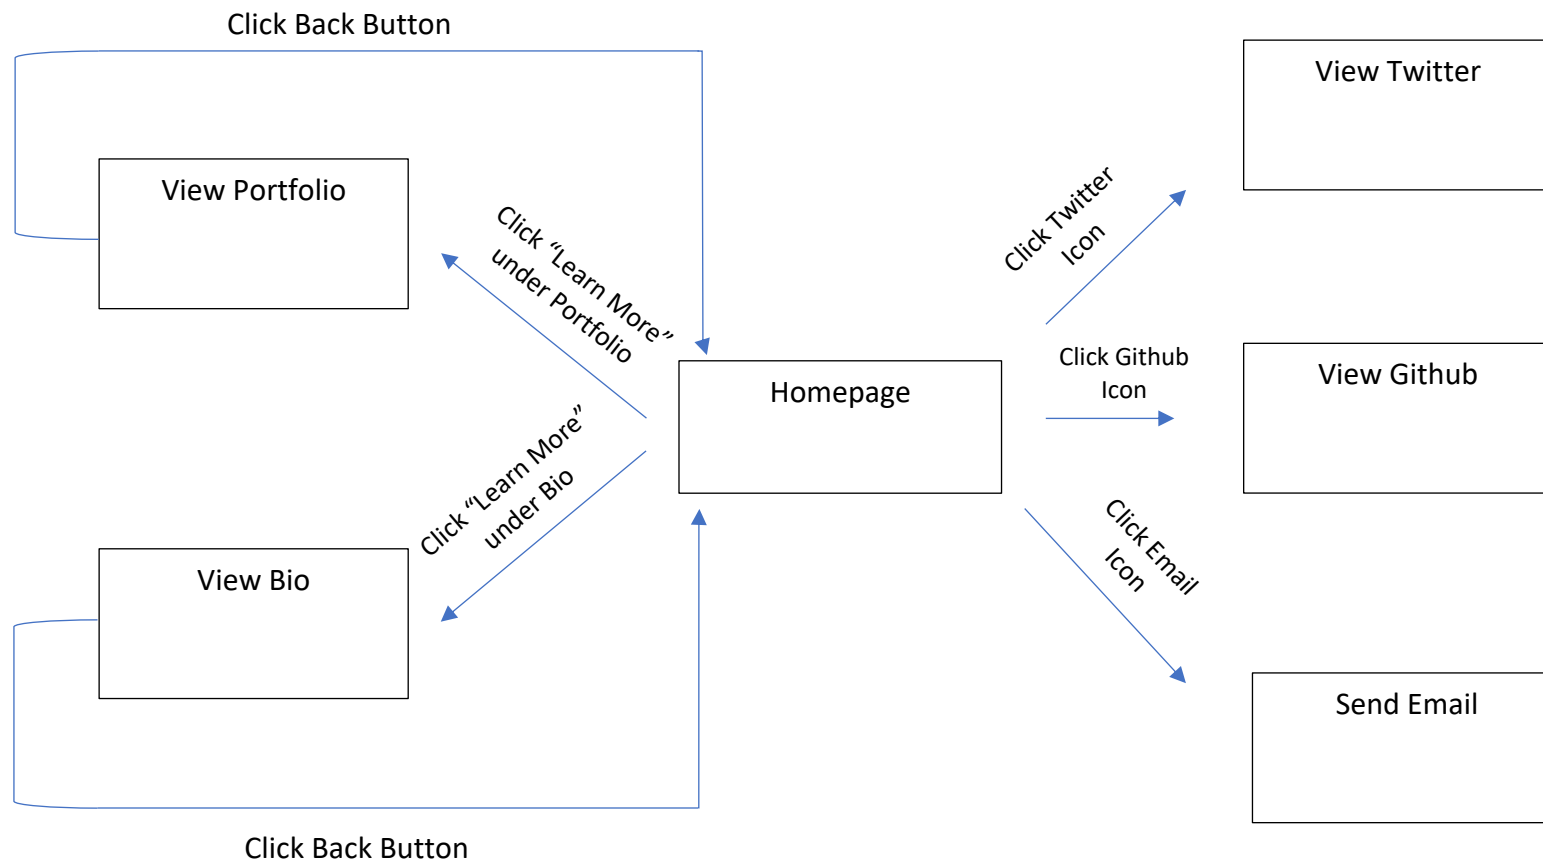 Click Back Button
View Twitter
View Portfolio
Click Twitter
Icon
Click “Learn More”
under Portfolio
Click Github
Icon
View Github
Homepage
Click “Learn More”
under Bio
Click Email
Icon
View Bio
Send Email
Click Back Button